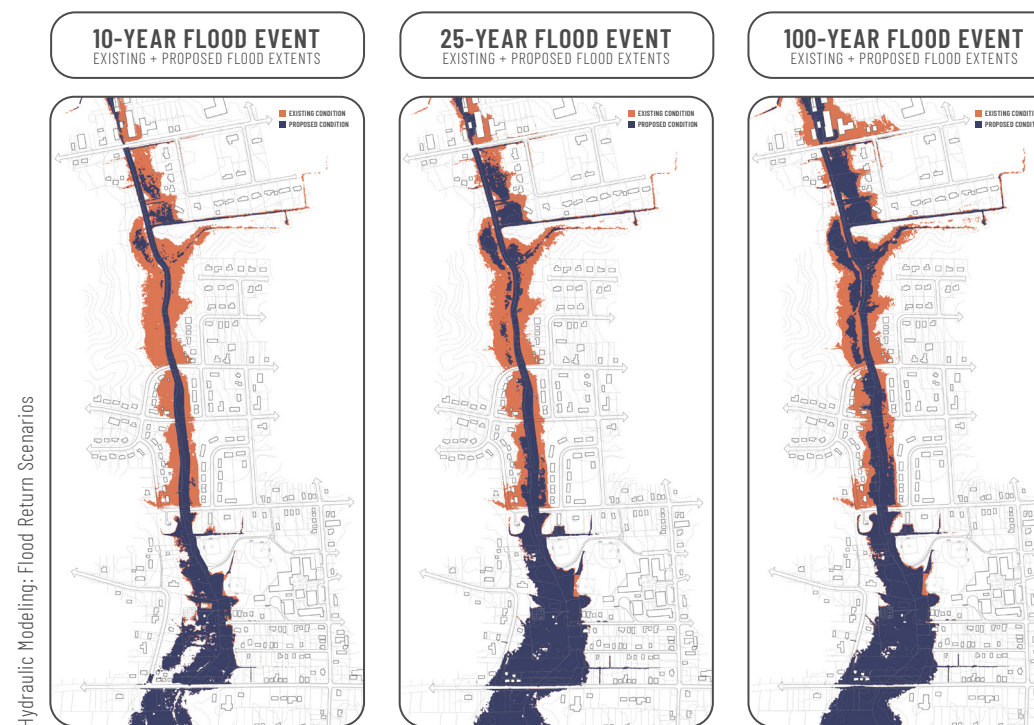 10-YEAR FLOOD EVENT
EXISTING + PROPOSED FLOOD EXTENTS
EXISTING CONDITION
PROPOSED CONDITION
25-YEAR FLOOD EVENT
EXISTING + PROPOSED FLOOD EXTENTS
EXISTING CONDITION
PROPOSED CONDITION
100-YEAR FLOOD EVENT
EXISTING + PROPOSED FLOOD EXTENTS
EXISTING CONDITI
PROPOSED CONDIT
Hydraulic Modeling: Flood Return Scenarios